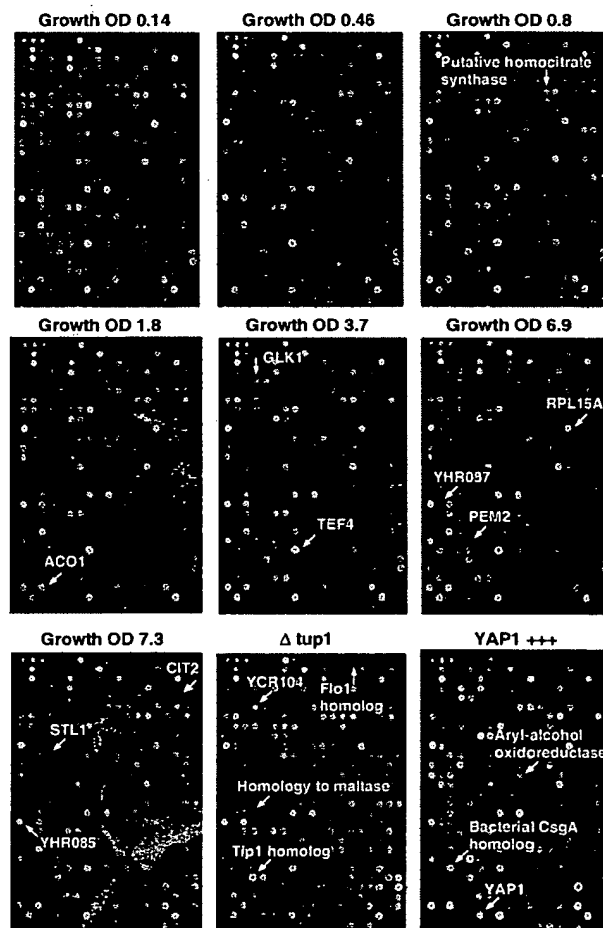 Growth OD 0.14
Growth OD 0.46
Growth OD 0.8
Putative homocitrate
synthase
Growth OD 1.8
Growth OD 3.7
Growth OD 6.9
GLK1
RPL15A
YHR087
PEM2
TEF4
ACO1
Growth OD 7.3
Δ tup1
YAP1 +++
CIT2
YCR104
Flo1
homolog
STL1
Aryl-alcohol
oxidoreductase
Homology to maltase
YHR085
Bacterial CsgA
homolog
Tip1 homolog
YAP1